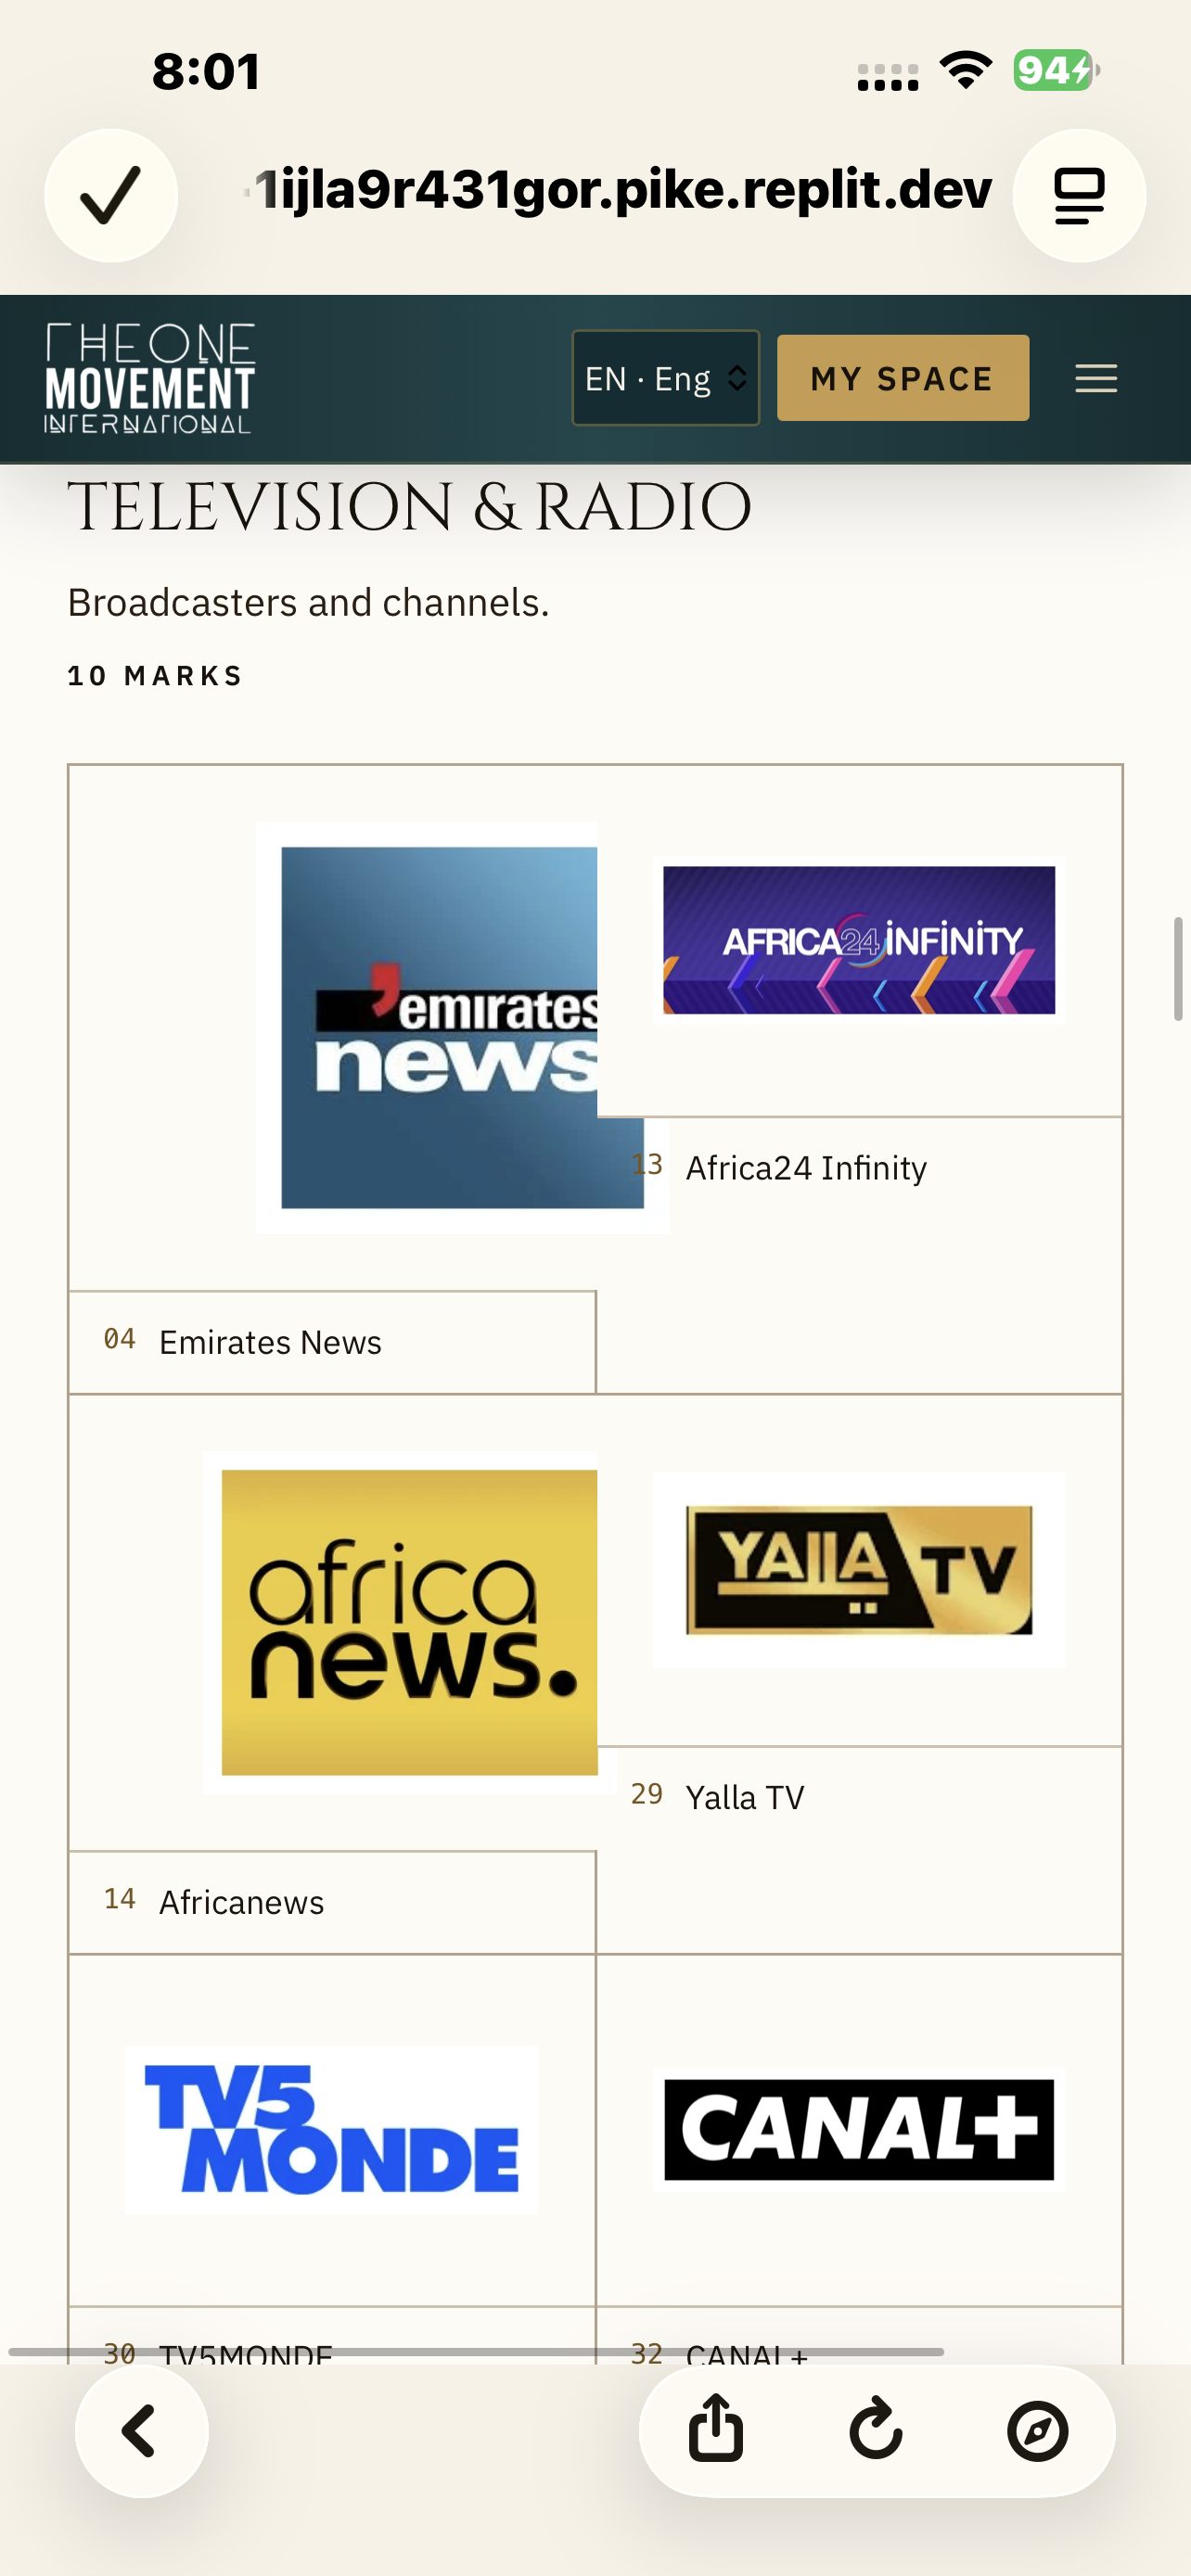 8:01
94
1ijla9r431gor.pike.replit.dev
THE ONE
MOVEMENT
INTERNATIONAL
EN · Eng
MY SPACE
TELEVISION & RADIO
Broadcasters and channels.
10 MARKS
emirates
news
AFRICA24 INFINITY
13 Africa24 Infinity
04 Emirates News
africa
news.
YALLA TV
29 Yalla TV
14 Africanews
TV5
MONDE
CANAL+
30 TV5MONDE
32 CANAL+